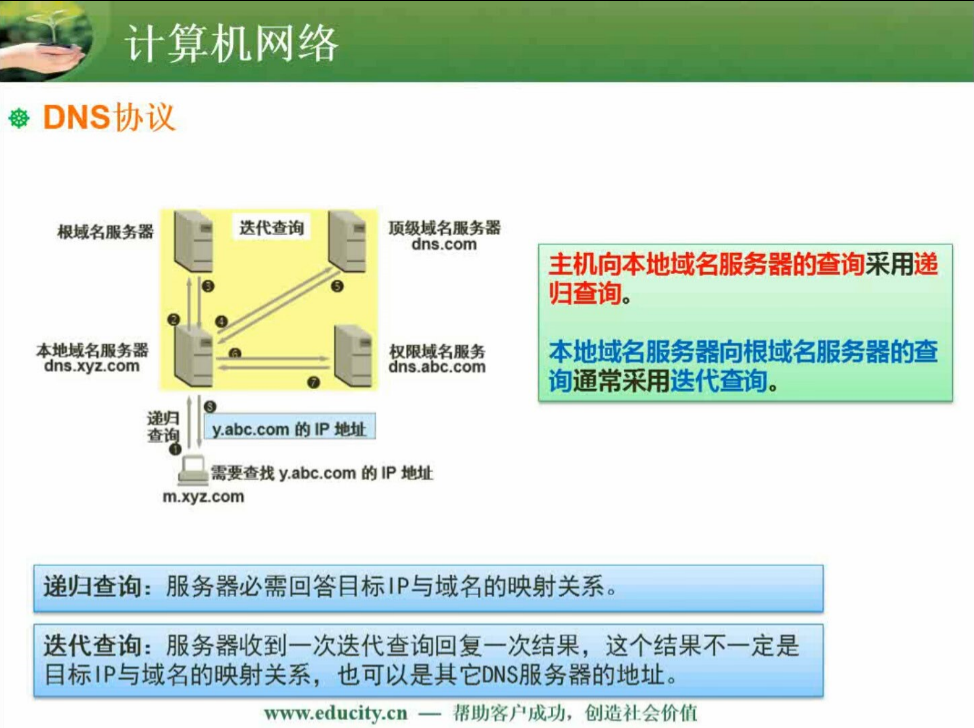 计算机网络
DNS协议
根域名服务器
迭代查询
顶级域名服务器
dns.com
❸
❺
❷
❹
本地域名服务器
dns.xyz.com
❻
权限域名服务
dns.abc.com
❼
递归
查询
❽
y.abc.com 的 IP 地址
❶
需要查找 y.abc.com 的 IP 地址
m.xyz.com
主机向本地域名服务器的查询采用递
归查询。
本地域名服务器向根域名服务器的查
询通常采用迭代查询。
递归查询：服务器必需回答目标IP与域名的映射关系。
迭代查询：服务器收到一次迭代查询回复一次结果，这个结果不一定是
目标IP与域名的映射关系，也可以是其它DNS服务器的地址。
www.educity.cn — 帮助客户成功，创造社会价值